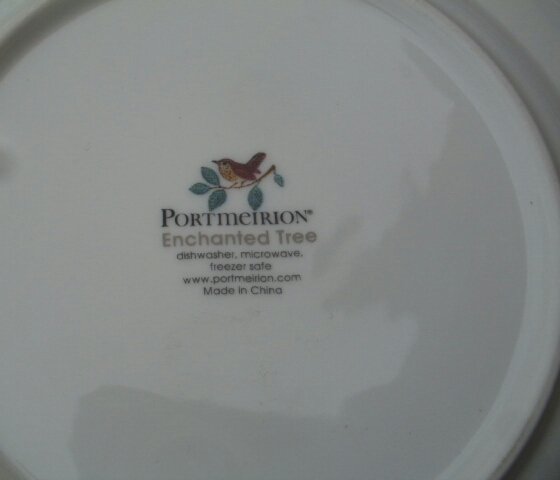 PORTMEIRION®
Enchanted Tree
dishwasher, microwave,
freezer safe
www.portmeirion.com
Made in China